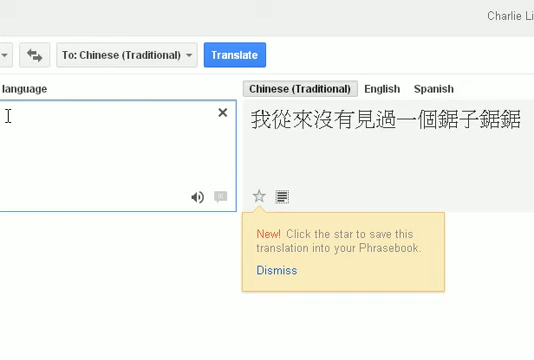 Charlie Li
To: Chinese (Traditional)
Translate
language
Chinese (Traditional) English Spanish
我從來沒有見過一個鋸子鋸鋸
New! Click the star to save this
translation into your Phrasebook.
Dismiss